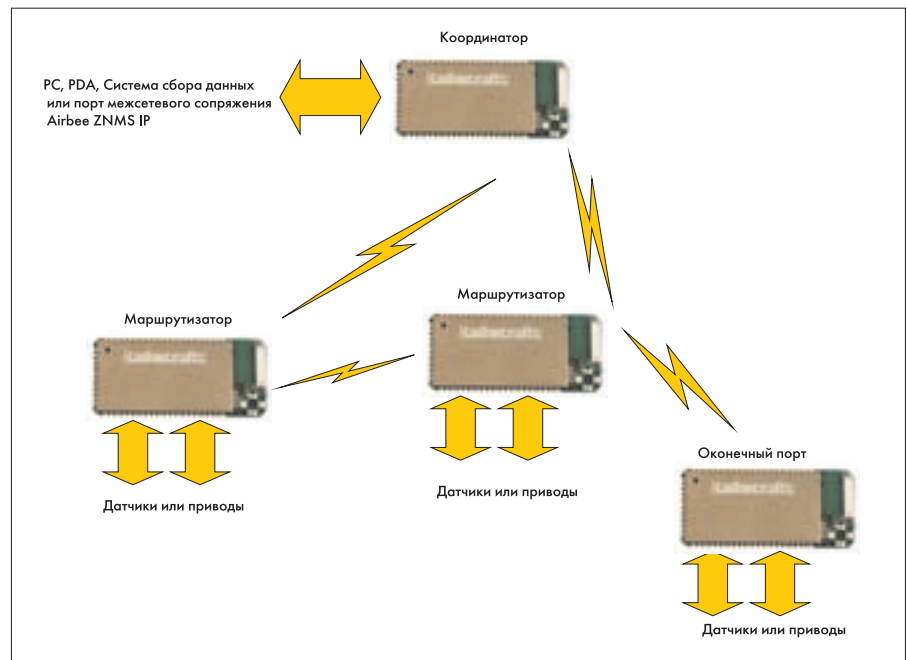 Координатор
PC, PDA, Система сбора данных
или порт межсетевого сопряжения
Airbee ZNMS IP
Маршрутизатор
Маршрутизатор
Оконечный порт
Датчики или приводы
Датчики или приводы
Датчики или приводы